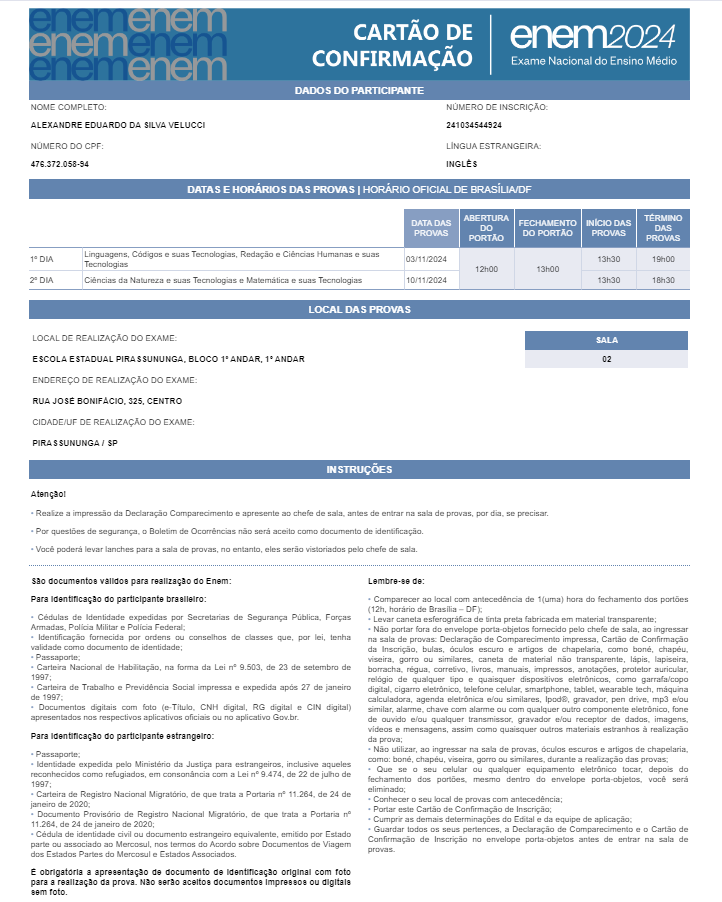 enemenem
enemenem
enemenem
CARTÃO DE
CONFIRMAÇÃO
enem2024
Exame Nacional do Ensino Médio
DADOS DO PARTICIPANTE
NOME COMPLETO:
NÚMERO DE INSCRIÇÃO:
ALEXANDRE EDUARDO DA SILVA VELUCCI
241034544924
NÚMERO DO CPF:
LÍNGUA ESTRANGEIRA:
476.372.058-94
INGLÊS
DATAS E HORÁRIOS DAS PROVAS | HORÁRIO OFICIAL DE BRASÍLIA/DF
DATA DAS
PROVAS
ABERTURA
DO
PORTÃO
FECHAMENTO
DO PORTÃO
INÍCIO DAS
PROVAS
TÉRMINO
DAS
PROVAS
1º DIA
Linguagens, Códigos e suas Tecnologias, Redação e Ciências Humanas e suas
Tecnologias
03/11/2024
12h00
13h00
13h30
19h00
2º DIA
Ciências da Natureza e suas Tecnologias e Matemática e suas Tecnologias
10/11/2024
13h30
18h30
LOCAL DAS PROVAS
LOCAL DE REALIZAÇÃO DO EXAME:
SALA
ESCOLA ESTADUAL PIRASSUNUNGA, BLOCO 1º ANDAR, 1º ANDAR
02
ENDEREÇO DE REALIZAÇÃO DO EXAME:
RUA JOSÉ BONIFÁCIO, 325, CENTRO
CIDADE/UF DE REALIZAÇÃO DO EXAME:
PIRASSUNUNGA / SP
INSTRUÇÕES
Atenção!
• Realize a impressão da Declaração Comparecimento e apresente ao chefe de sala, antes de entrar na sala de provas, por dia, se precisar.
• Por questões de segurança, o Boletim de Ocorrências não será aceito como documento de identificação.
• Você poderá levar lanches para a sala de provas, no entanto, eles serão vistoriados pelo chefe de sala.
São documentos válidos para realização do Enem:
Para identificação do participante brasileiro:
• Cédulas de Identidade expedidas por Secretarias de Segurança Pública, Forças
Armadas, Polícia Militar e Polícia Federal;
• Identificação fornecida por ordens ou conselhos de classes que, por lei, tenha
validade como documento de identidade;
• Passaporte;
• Carteira Nacional de Habilitação, na forma da Lei nº 9.503, de 23 de setembro de
1997;
• Carteira de Trabalho e Previdência Social impressa e expedida após 27 de janeiro
de 1997;
• Documentos digitais com foto (e-Título, CNH digital, RG digital e CIN digital)
apresentados nos respectivos aplicativos oficiais ou no aplicativo Gov.br.
Para identificação do participante estrangeiro:
• Passaporte;
• Identidade expedida pelo Ministério da Justiça para estrangeiros, inclusive aqueles
reconhecidos como refugiados, em consonância com a Lei nº 9.474, de 22 de julho de
1997;
• Carteira de Registro Nacional Migratório, de que trata a Portaria nº 11.264, de 24 de
janeiro de 2020;
• Documento Provisório de Registro Nacional Migratório, de que trata a Portaria nº
11.264, de 24 de janeiro de 2020;
• Cédula de identidade civil ou documento estrangeiro equivalente, emitido por Estado
parte ou associado ao Mercosul, nos termos do Acordo sobre Documentos de Viagem
dos Estados Partes do Mercosul e Estados Associados.
É obrigatória a apresentação de documento de identificação original com foto
para a realização da prova. Não serão aceitos documentos impressos ou digitais
sem foto.
Lembre-se de:
• Comparecer ao local com antecedência de 1(uma) hora do fechamento dos portões
(12h, horário de Brasília – DF);
• Levar caneta esferográfica de tinta preta fabricada em material transparente;
• Não portar fora do envelope porta-objetos fornecido pelo chefe de sala, ao ingressar
na sala de provas: Declaração de Comparecimento impressa, Cartão de Confirmação
da Inscrição, bulas, óculos escuro e artigos de chapelaria, como boné, chapéu,
viseira, gorro ou similares, caneta de material não transparente, lápis, lapiseira,
borracha, régua, corretivo, livros, manuais, impressos, anotações, protetor auricular,
relógio de qualquer tipo e quaisquer dispositivos eletrônicos, como garrafa/copo
digital, cigarro eletrônico, telefone celular, smartphone, tablet, wearable tech, máquina
calculadora, agenda eletrônica e/ou similares, Ipod®, gravador, pen drive, mp3 e/ou
similar, alarme, chave com alarme ou com qualquer outro componente eletrônico, fone
de ouvido e/ou qualquer transmissor, gravador e/ou receptor de dados, imagens,
vídeos e mensagens, assim como quaisquer outros materiais estranhos à realização
da prova;
• Não utilizar, ao ingressar na sala de provas, óculos escuros e artigos de chapelaria,
como: boné, chapéu, viseira, gorro ou similares, durante a realização das provas;
• Que se o seu celular ou qualquer equipamento eletrônico tocar, depois do
fechamento dos portões, mesmo dentro do envelope porta-objetos, você será
eliminado;
• Conhecer o seu local de provas com antecedência;
• Portar este Cartão de Confirmação de Inscrição;
• Cumprir as demais determinações do Edital e da equipe de aplicação;
• Guardar todos os seus pertences, a Declaração de Comparecimento e o Cartão de
Confirmação de Inscrição no envelope porta-objetos antes de entrar na sala de
provas.